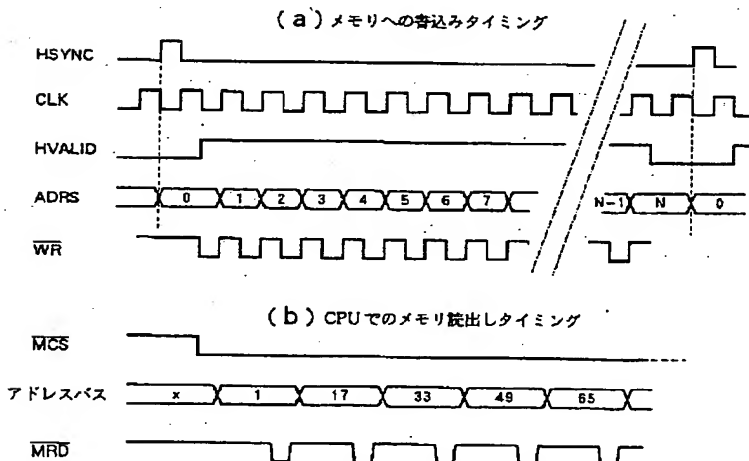 (a) メモリへの書込みタイミング
HSYNC
CLK
HVALID
ADRS 0 1 2 3 4 5 6 7 N-1 N 0
WR
(b) CPUでのメモリ読出しタイミング
MCS
アドレスバス x 1 17 33 49 65
MRD